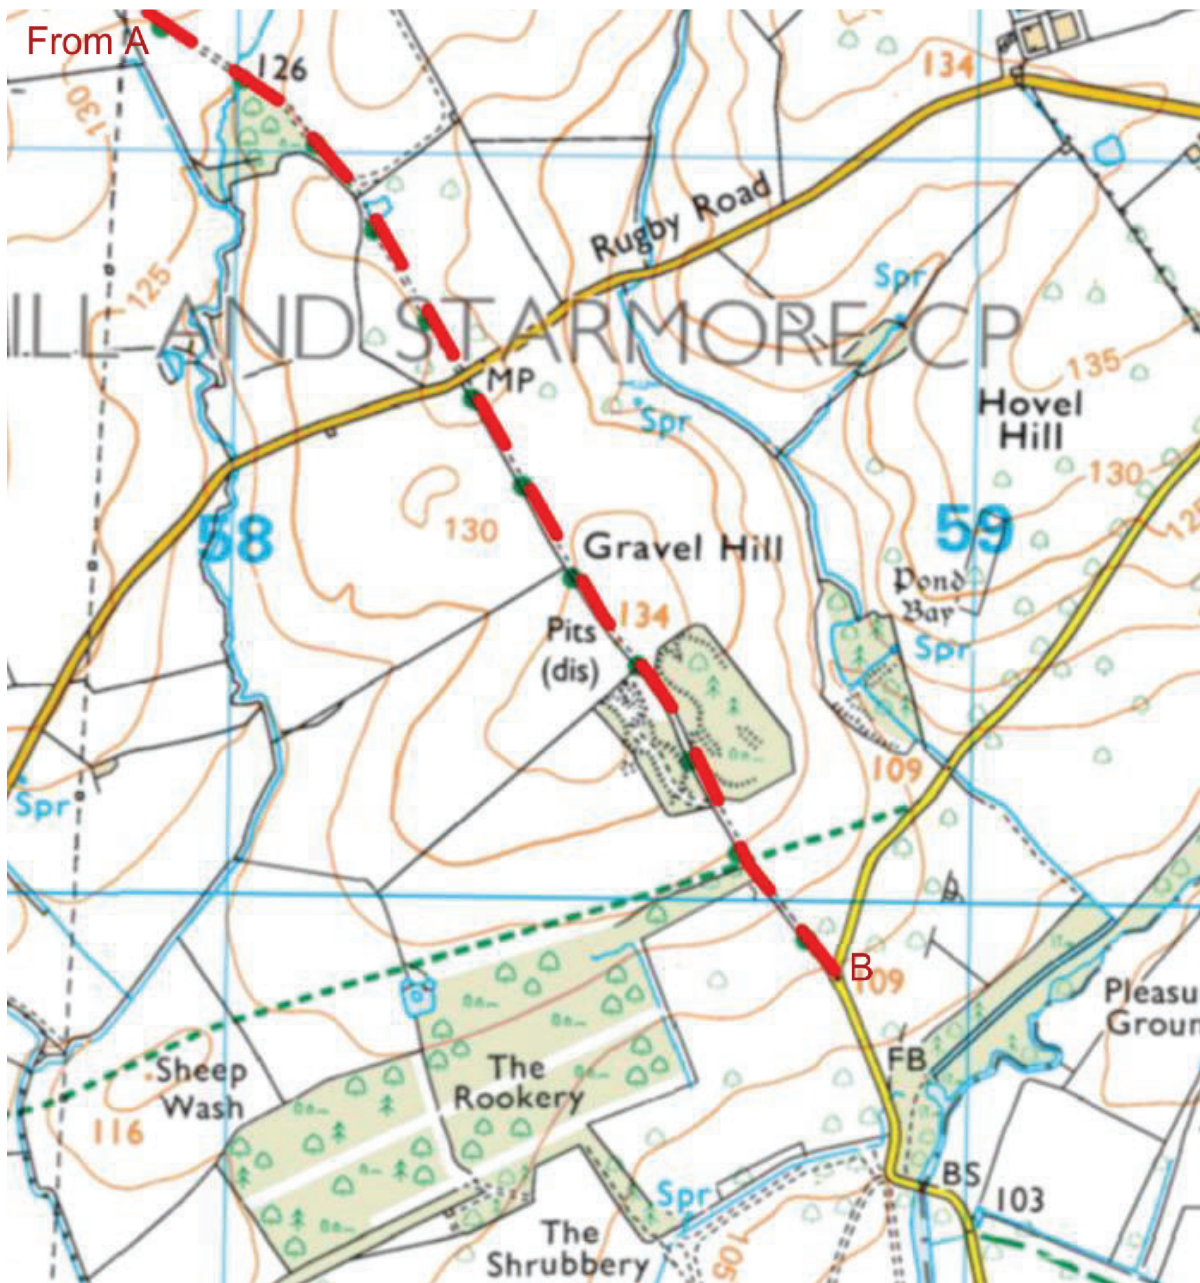 From A
126
134
130
Rugby Road
125
Spr
ILL AND STARMORE CP
135
MP
Spr
Hovel
Hill
130
58
130
Gravel Hill
59
Pond
Bay
134
Pits
(dis)
Spr
109
Spr
B
109
Pleasu
Groun
FB
Sheep
Wash
The
Rookery
116
BS
Spr
103
The
Shrubbery
105